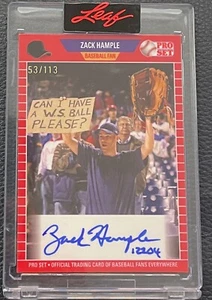 Leaf
ZACK HAMPLE
BASEBALL FAN
PRO
SET
53/113
CAN I HAVE
A W.S. BALL
PLEASE?
Zack Hample
12204
PRO SET • OFFICIAL TRADING CARD OF BASEBALL FANS EVERYWHERE